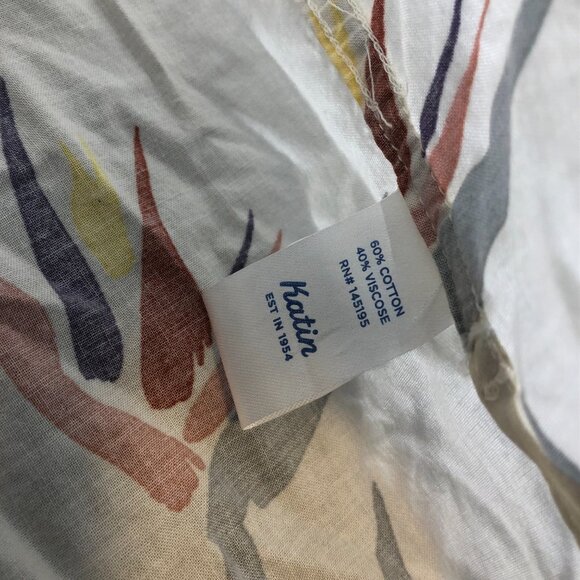 60% COTTON
40% VISCOSE
RN# 145195
Katin
EST IN 1954